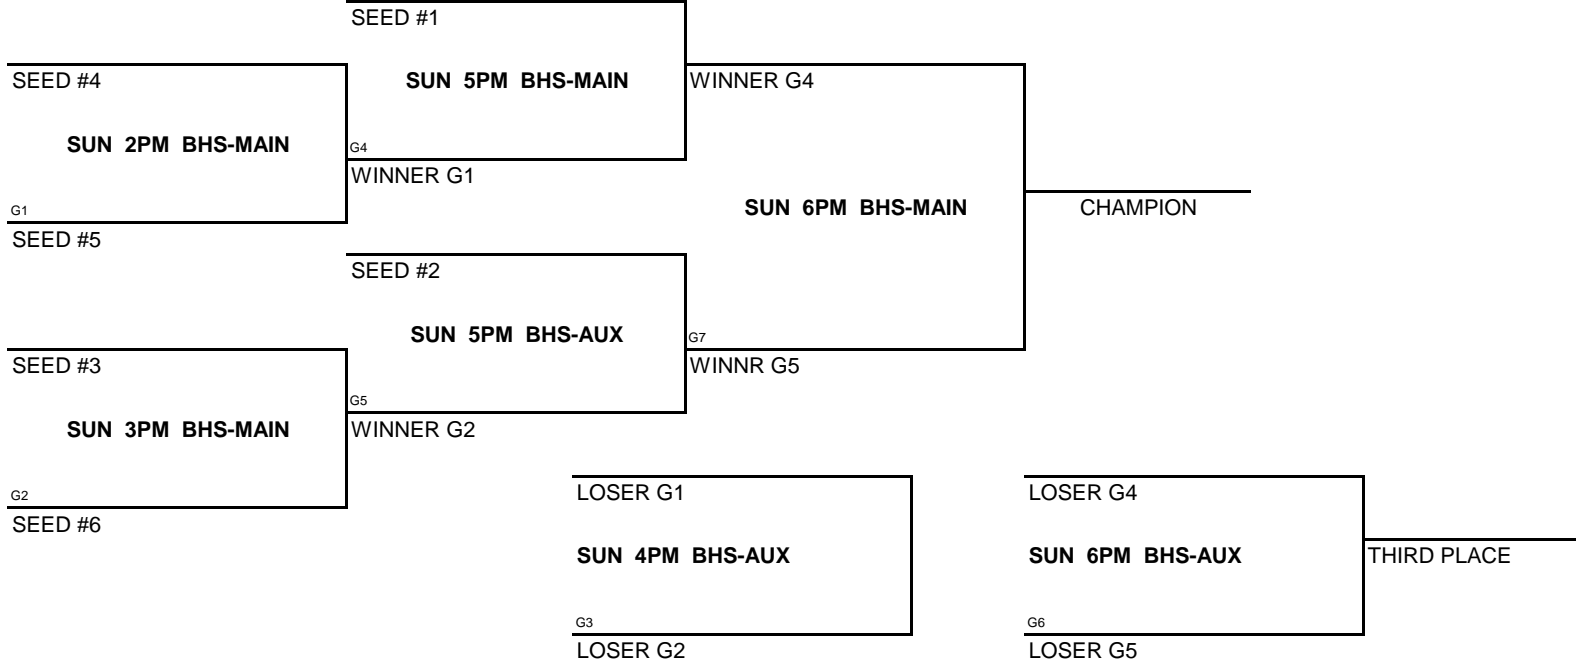 SEED #1
SEED #4
SUN 5PM BHS-MAIN
WINNER G4
SUN 2PM BHS-MAIN
G4
WINNER G1
G1
SUN 6PM BHS-MAIN
CHAMPION
SEED #5
SEED #2
SUN 5PM BHS-AUX
G7
SEED #3
WINNR G5
G5
SUN 3PM BHS-MAIN
WINNER G2
G2
LOSER G1
LOSER G4
SEED #6
SUN 4PM BHS-AUX
SUN 6PM BHS-AUX
THIRD PLACE
G3
G6
LOSER G2
LOSER G5